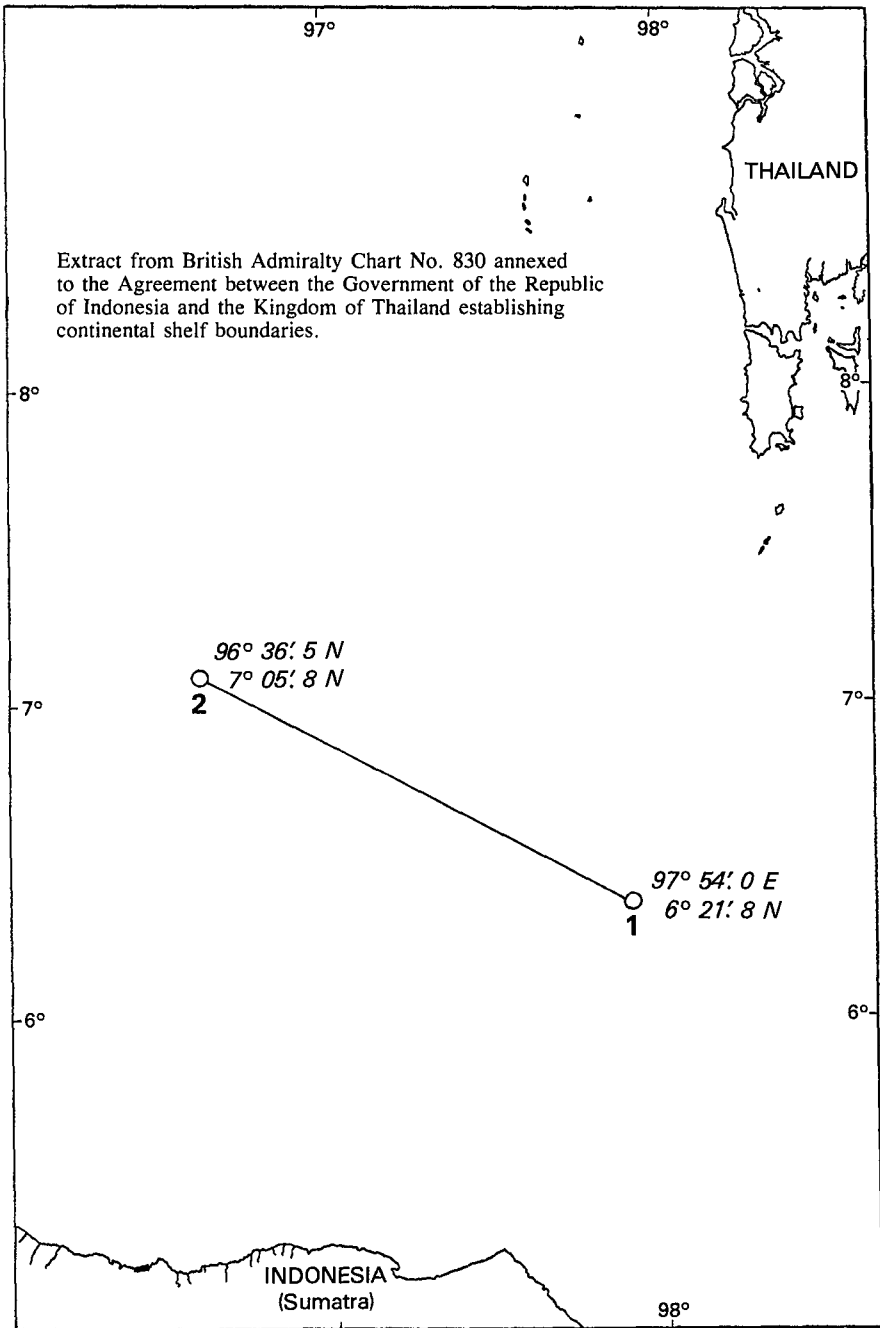 97° 98°
THAILAND
Extract from British Admiralty Chart No. 830 annexed
to the Agreement between the Government of the Republic
of Indonesia and the Kingdom of Thailand establishing
continental shelf boundaries.
8° 8°
96° 36'. 5 N
7° 05'. 8 N
2
7° 7°
97° 54'. 0 E
6° 21'. 8 N
1
6° 6°
INDONESIA
(Sumatra)
98°